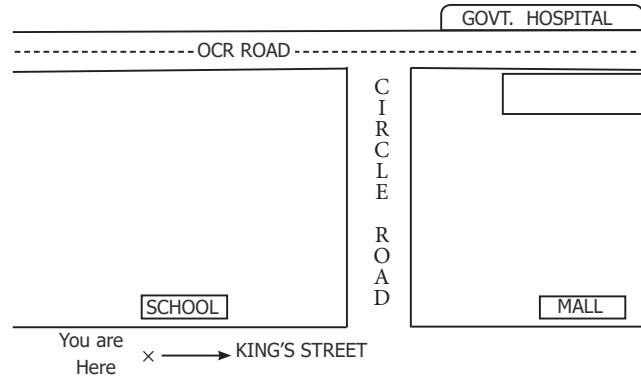 GOVT. HOSPITAL
OCR ROAD
CIRCLE ROAD
SCHOOL
MALL
You are
Here
× KING'S STREET